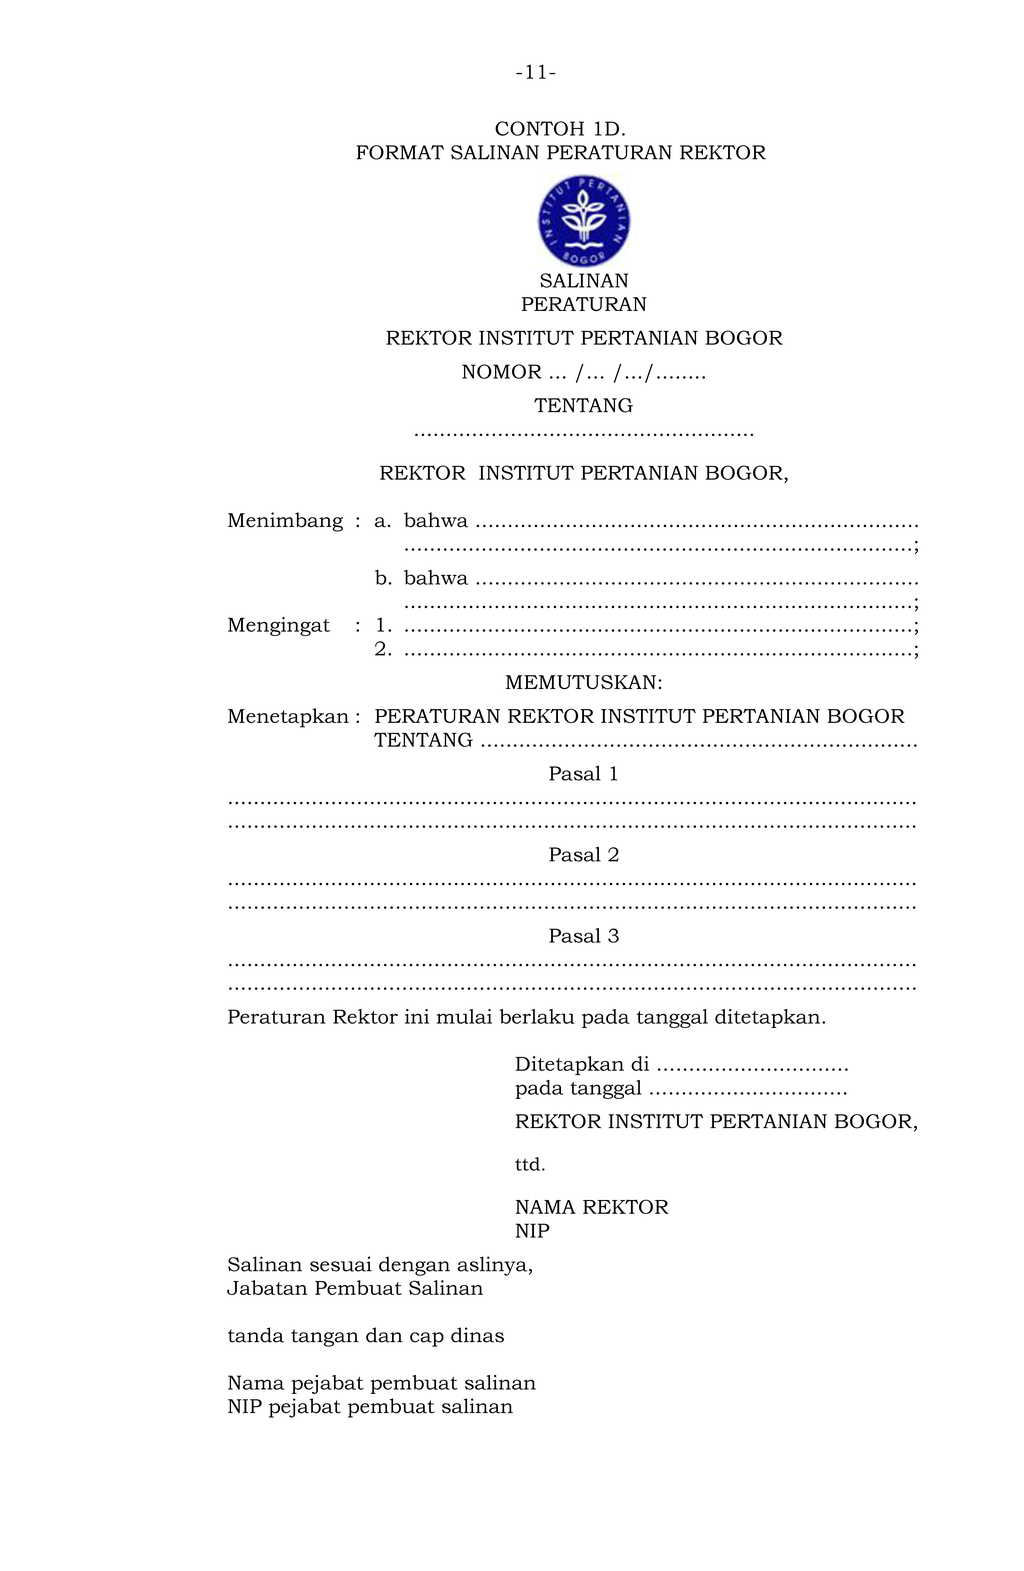 -11-
CONTOH 1D.
FORMAT SALINAN PERATURAN REKTOR
INSTITUT PERTANIAN
BOGOR
SALINAN
PERATURAN
REKTOR INSTITUT PERTANIAN BOGOR
NOMOR ... /... /.../........
TENTANG
.....................................................
REKTOR INSTITUT PERTANIAN BOGOR,
Menimbang : a. bahwa .....................................................................
...............................................................................;
b. bahwa .....................................................................
...............................................................................;
Mengingat : 1. ...............................................................................;
2. ...............................................................................;
MEMUTUSKAN:
Menetapkan : PERATURAN REKTOR INSTITUT PERTANIAN BOGOR
TENTANG ....................................................................
Pasal 1
...........................................................................................................
...........................................................................................................
Pasal 2
...........................................................................................................
...........................................................................................................
Pasal 3
...........................................................................................................
...........................................................................................................
Peraturan Rektor ini mulai berlaku pada tanggal ditetapkan.
Ditetapkan di ..............................
pada tanggal ...............................
REKTOR INSTITUT PERTANIAN BOGOR,
ttd.
NAMA REKTOR
NIP
Salinan sesuai dengan aslinya,
Jabatan Pembuat Salinan
tanda tangan dan cap dinas
Nama pejabat pembuat salinan
NIP pejabat pembuat salinan